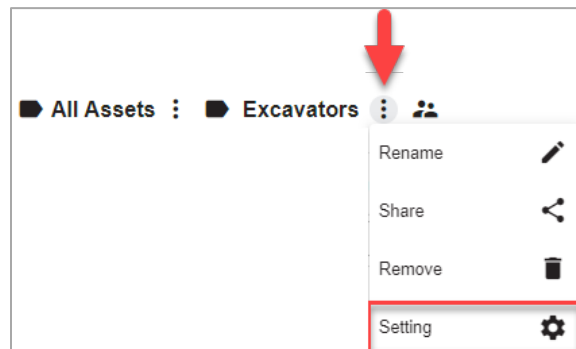 All Assets Excavators
Rename
Share
Remove
Setting